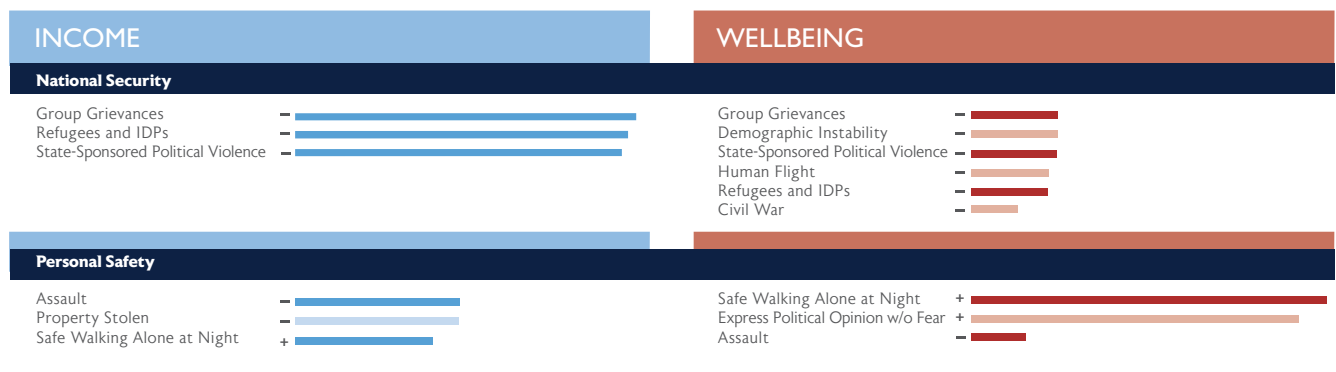 INCOME
WELLBEING
National Security
Group Grievances −
Refugees and IDPs −
State-Sponsored Political Violence −
Group Grievances −
Demographic Instability −
State-Sponsored Political Violence −
Human Flight −
Refugees and IDPs −
Civil War −
Personal Safety
Assault −
Property Stolen −
Safe Walking Alone at Night +
Safe Walking Alone at Night +
Express Political Opinion w/o Fear +
Assault −